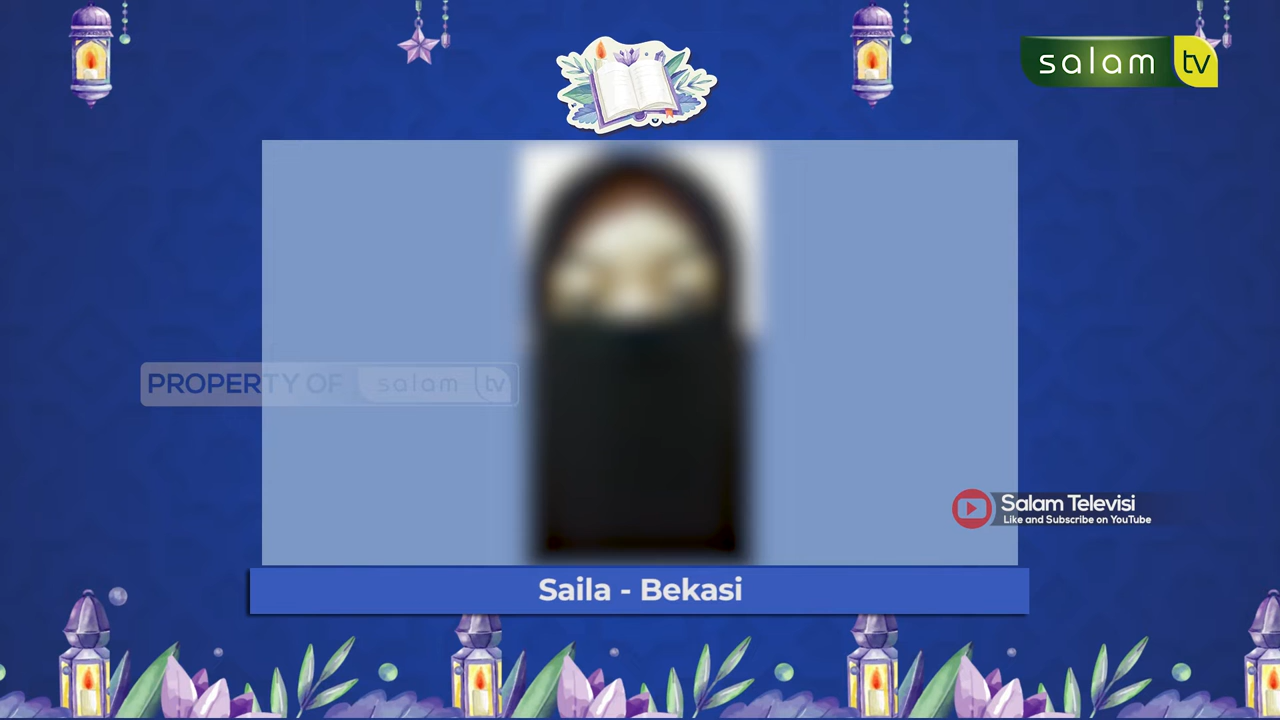 salam tv
PROPERTY OF salam tv
Salam Televisi
Like and Subscribe on YouTube
Saila - Bekasi